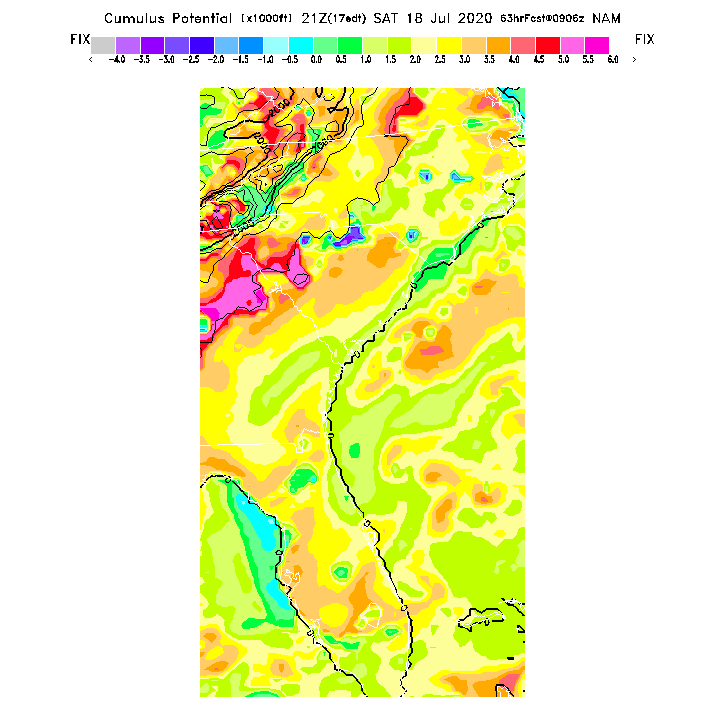 Cumulus Potential [x1000ft] 21Z(17edt) SAT 18 Jul 2020 63hrFcst@0906z NAM
FIX FIX
< -4.0 -3.5 -3.0 -2.5 -2.0 -1.5 -1.0 -0.5 0.0 0.5 1.0 1.5 2.0 2.5 3.0 3.5 4.0 4.5 5.0 5.5 6.0 >
2000
2000